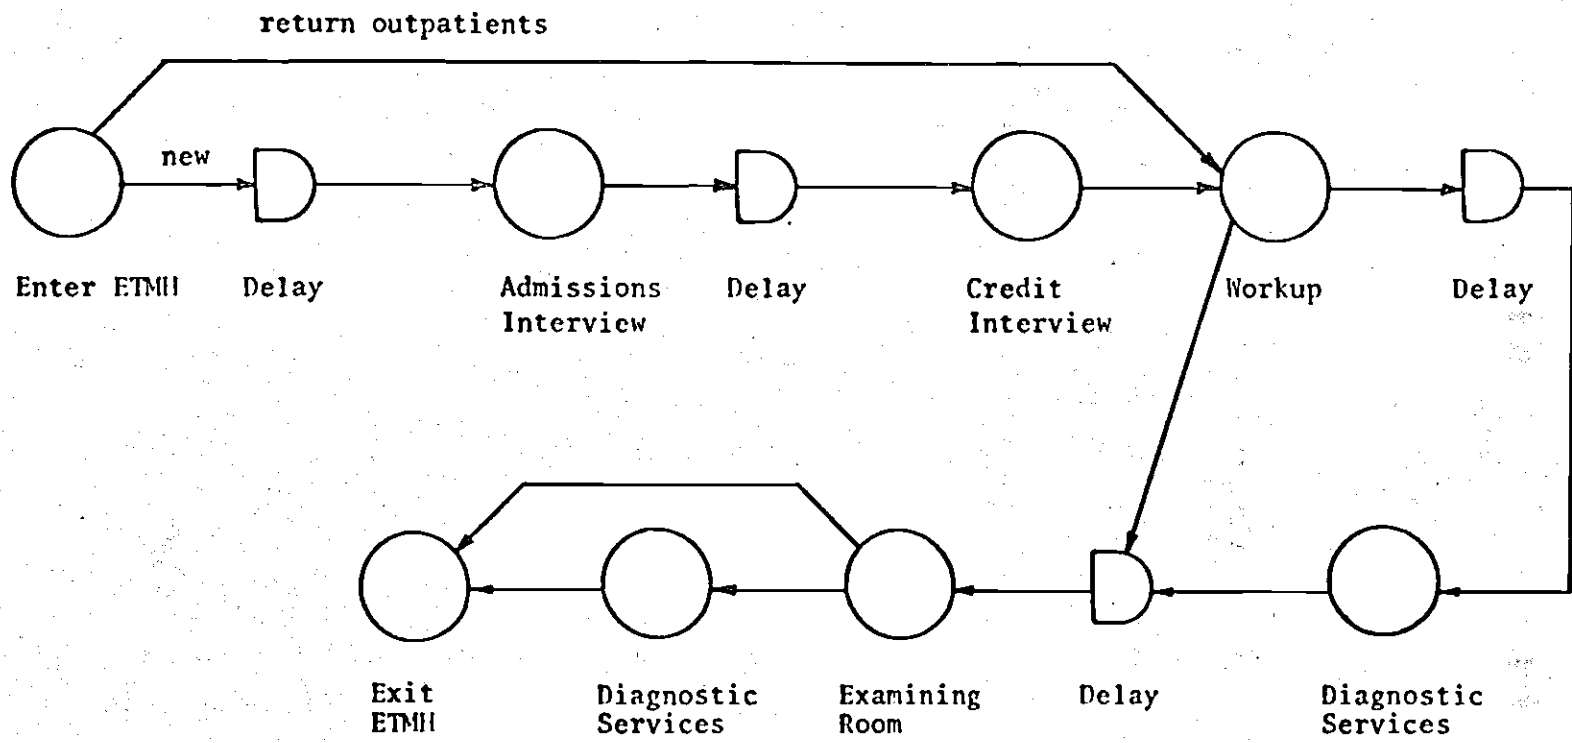 return outpatients
new
Enter ETMH
Delay
Admissions
Interview
Delay
Credit
Interview
Workup
Delay
Exit
ETMH
Diagnostic
Services
Examining
Room
Delay
Diagnostic
Services